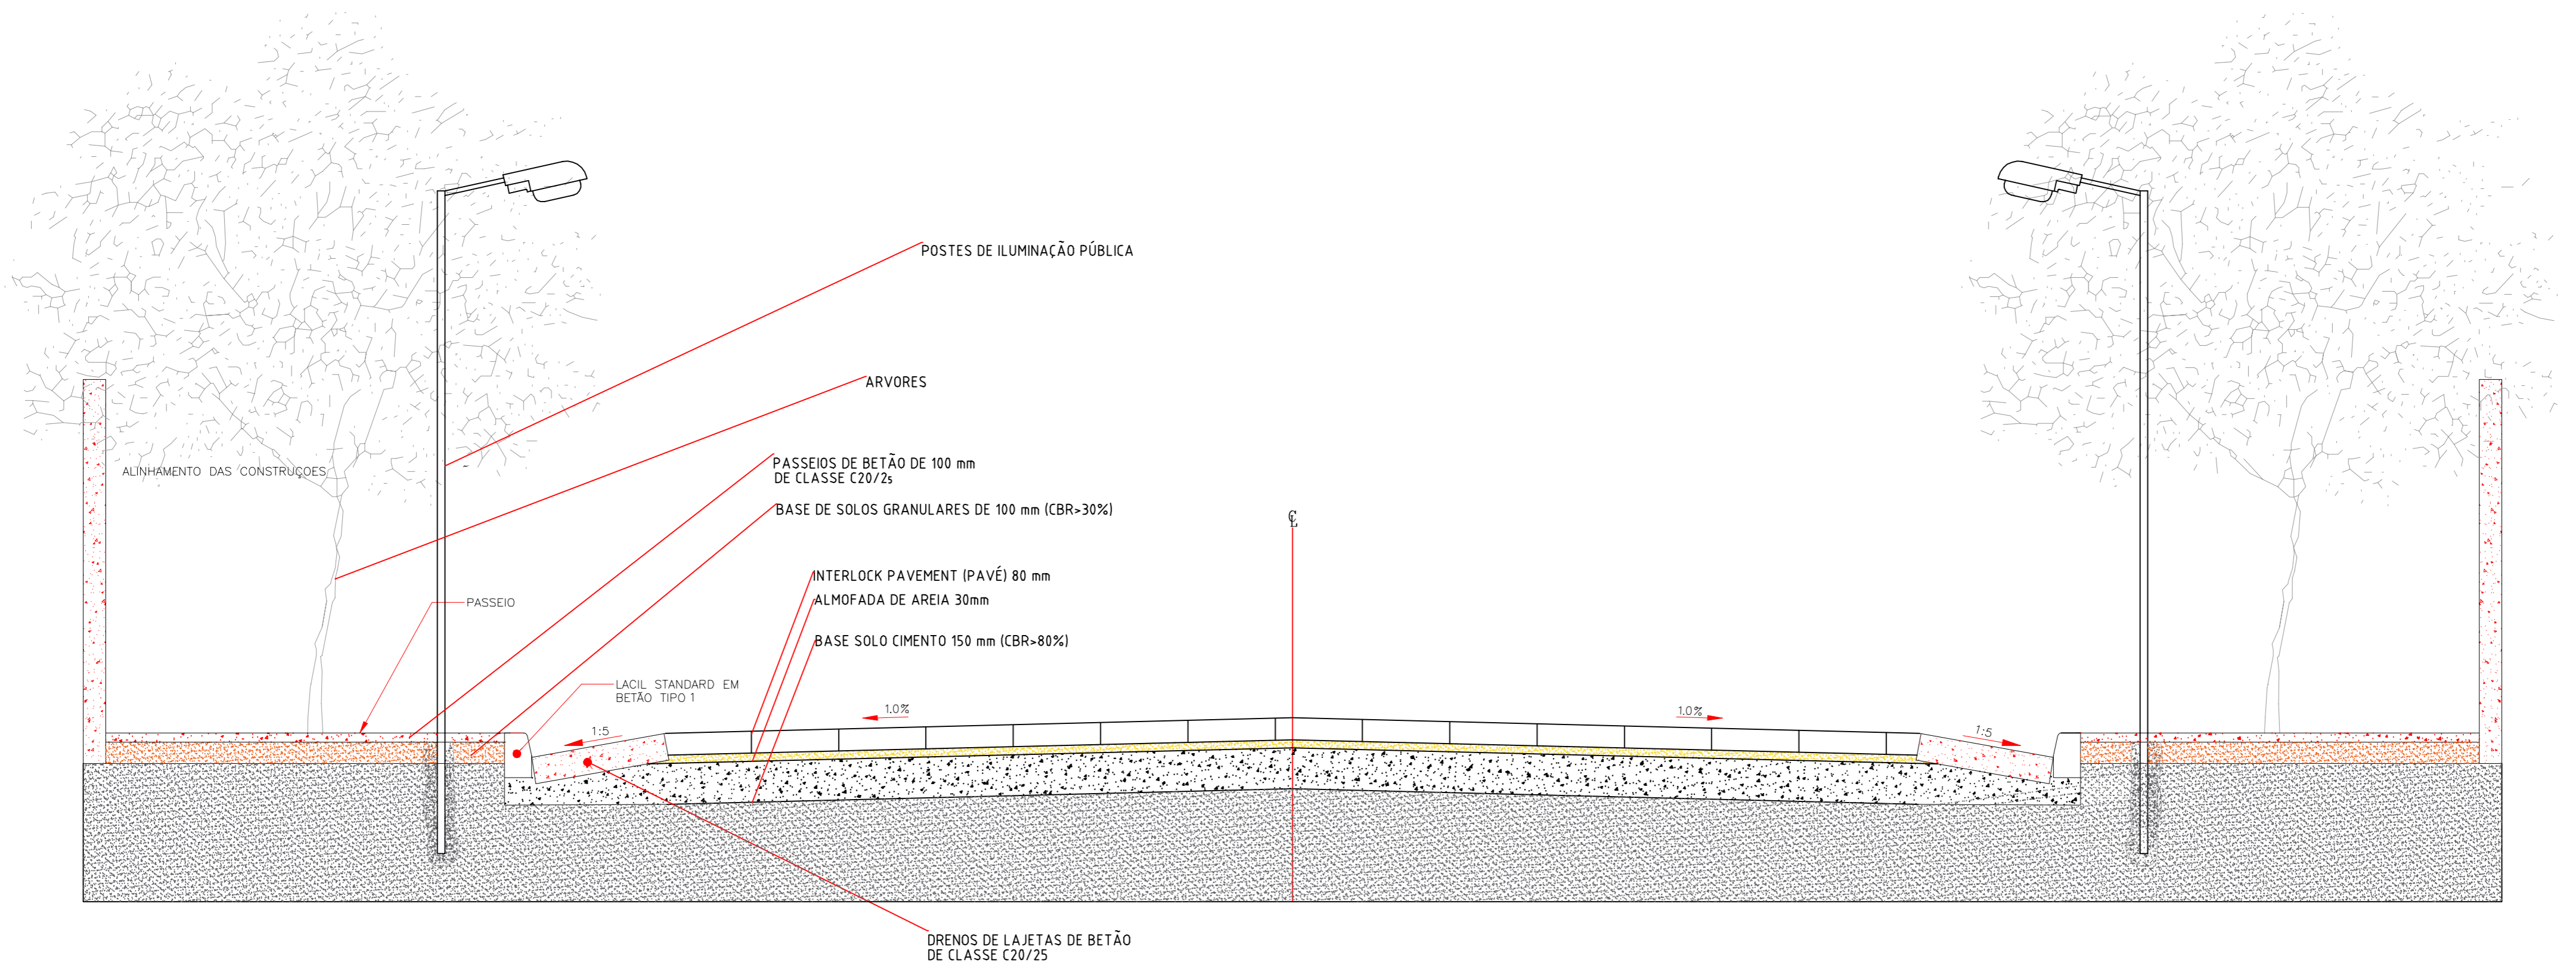 POSTES DE ILUMINAÇÃO PÚBLICA
ARVORES
ALINHAMENTO DAS CONSTRUÇOES
PASSEIOS DE BETÃO DE 100 mm
DE CLASSE C20/25
BASE DE SOLOS GRANULARES DE 100 mm (CBR>30%)
℄
INTERLOCK PAVEMENT (PAVÉ) 80 mm
ALMOFADA DE AREIA 30mm
PASSEIO
BASE SOLO CIMENTO 150 mm (CBR>80%)
LACIL STANDARD EM
BETÃO TIPO 1
1.0%
1.0%
1:5
1:5
DRENOS DE LAJETAS DE BETÃO
DE CLASSE C20/25